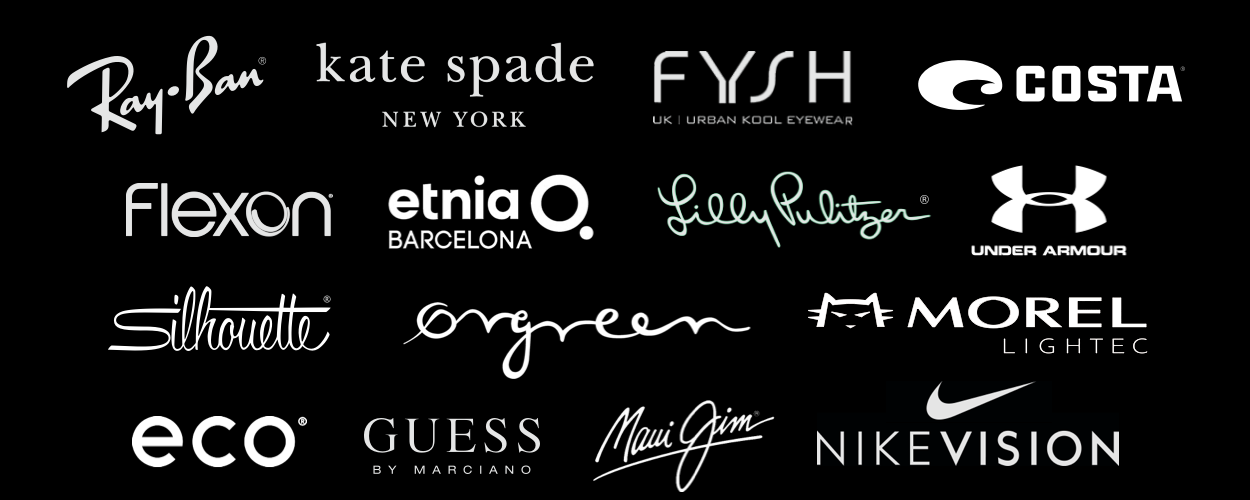 Ray-Ban®
kate spade
NEW YORK
FYSH
UK | URBAN KOOL EYEWEAR
COSTA®
Flexon®
etnia
BARCELONA
Lilly Pulitzer®
UNDER ARMOUR
Silhouette®
ørgreen
MOREL
LIGHTEC
eco®
GUESS
BY MARCIANO
Maui Jim®
NIKEVISION